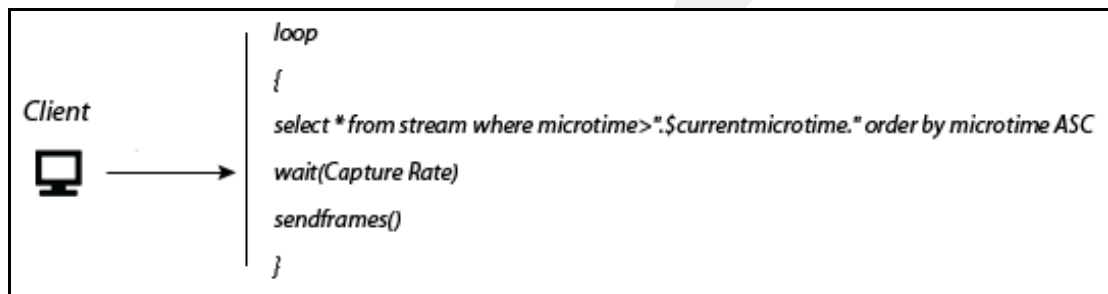 Client
loop
{
select * from stream where microtime>".$currentmicrotime." order by microtime ASC
wait(Capture Rate)
sendframes()
}